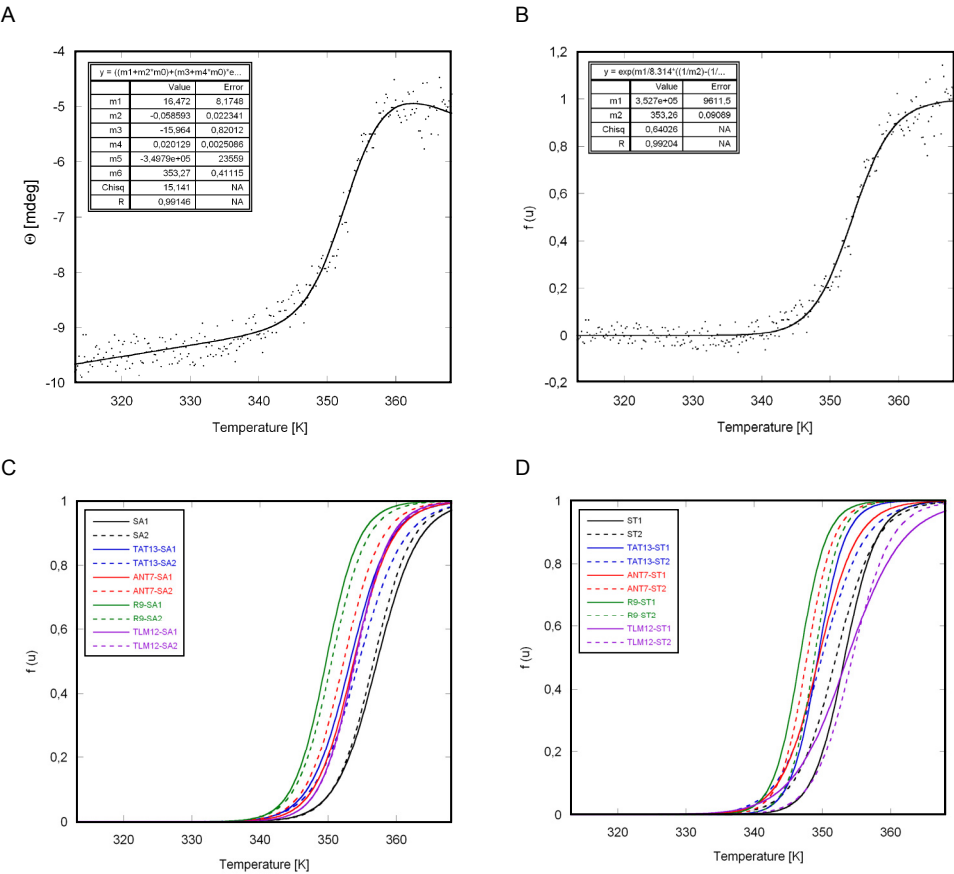 A
-4
-5
-6
-7
-8
-9
-10
Θ [mdeg]
y = ((m1+m2*m0)+(m3+m4*m0)*e...
Value Error
m1 16,472 8,1748
m2 -0,058593 0,022341
m3 -15,964 0,82012
m4 0,020129 0,0025086
m5 -3,4979e+05 23559
m6 353,27 0,41115
Chisq 15,141 NA
R 0,99146 NA
320 330 340 350 360
Temperature [K]
B
1,2
1
0,8
0,6
0,4
0,2
0
-0,2
f (u)
y = exp(m1/8.314*((1/m2)-(1/...
Value Error
m1 3,527e+05 9611,5
m2 353,26 0,09089
Chisq 0,64026 NA
R 0,99204 NA
320 330 340 350 360
Temperature [K]
C
1
0,8
0,6
0,4
0,2
0
f (u)
SA1
SA2
TAT13-SA1
TAT13-SA2
ANT7-SA1
ANT7-SA2
R9-SA1
R9-SA2
TLM12-SA1
TLM12-SA2
320 330 340 350 360
Temperature [K]
D
1
0,8
0,6
0,4
0,2
0
f (u)
ST1
ST2
TAT13-ST1
TAT13-ST2
ANT7-ST1
ANT7-ST2
R9-ST1
R9-ST2
TLM12-ST1
TLM12-ST2
320 330 340 350 360
Temperature [K]